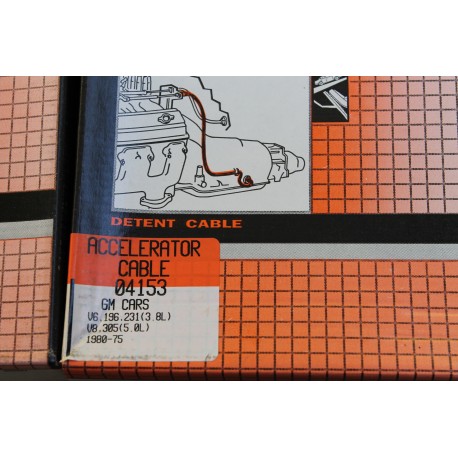 DETENT CABLE
ACCELERATOR
CABLE
04153
GM CARS
V6.196.231(3.8L)
V8.305(5.0L)
1980-75